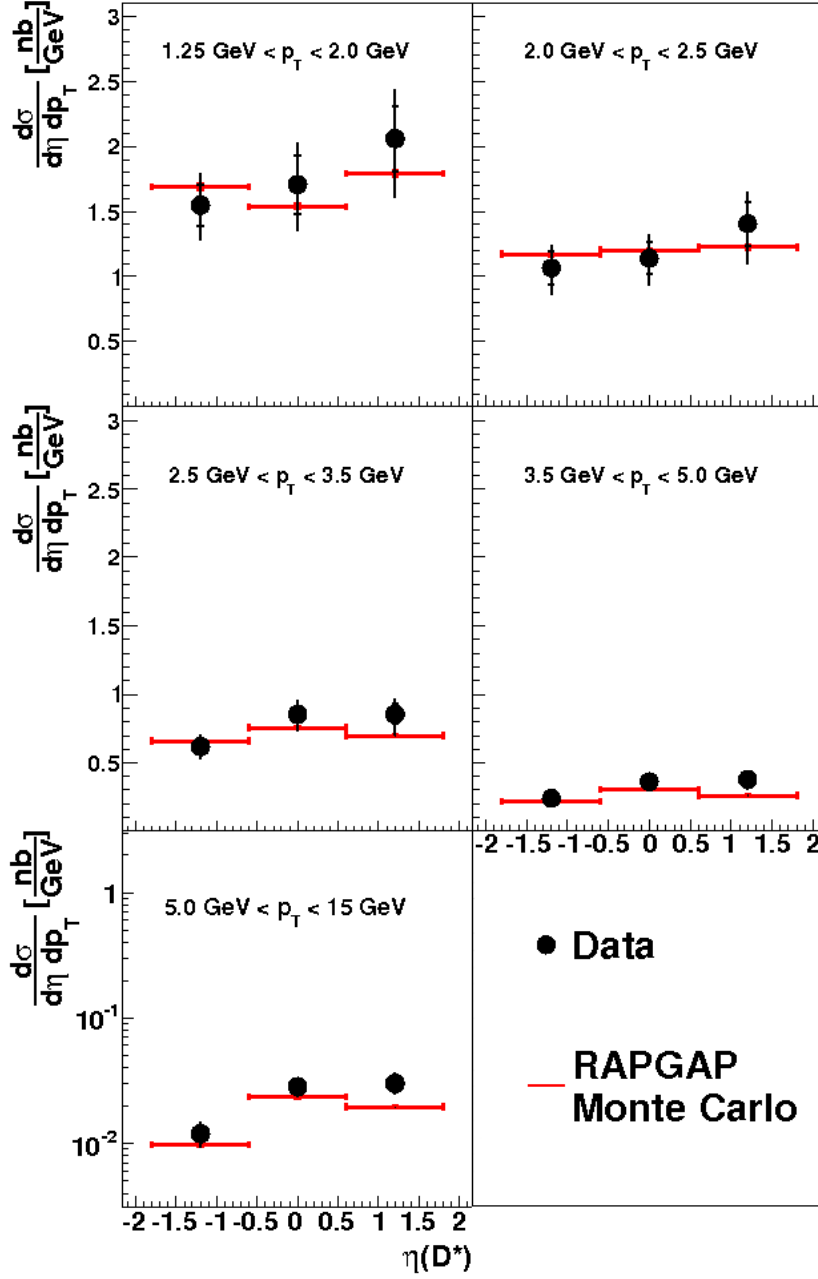 dσ/dη dp_T [nb/GeV]
1.25 GeV < p_T < 2.0 GeV
3
2.5
2
1.5
1
0.5
2.0 GeV < p_T < 2.5 GeV
dσ/dη dp_T [nb/GeV]
2.5 GeV < p_T < 3.5 GeV
3
2.5
2
1.5
1
0.5
3.5 GeV < p_T < 5.0 GeV
-2 -1.5 -1 -0.5 0 0.5 1 1.5 2
dσ/dη dp_T [nb/GeV]
5.0 GeV < p_T < 15 GeV
1
10^-1
10^-2
-2 -1.5 -1 -0.5 0 0.5 1 1.5 2
η(D*)
Data
RAPGAP
Monte Carlo